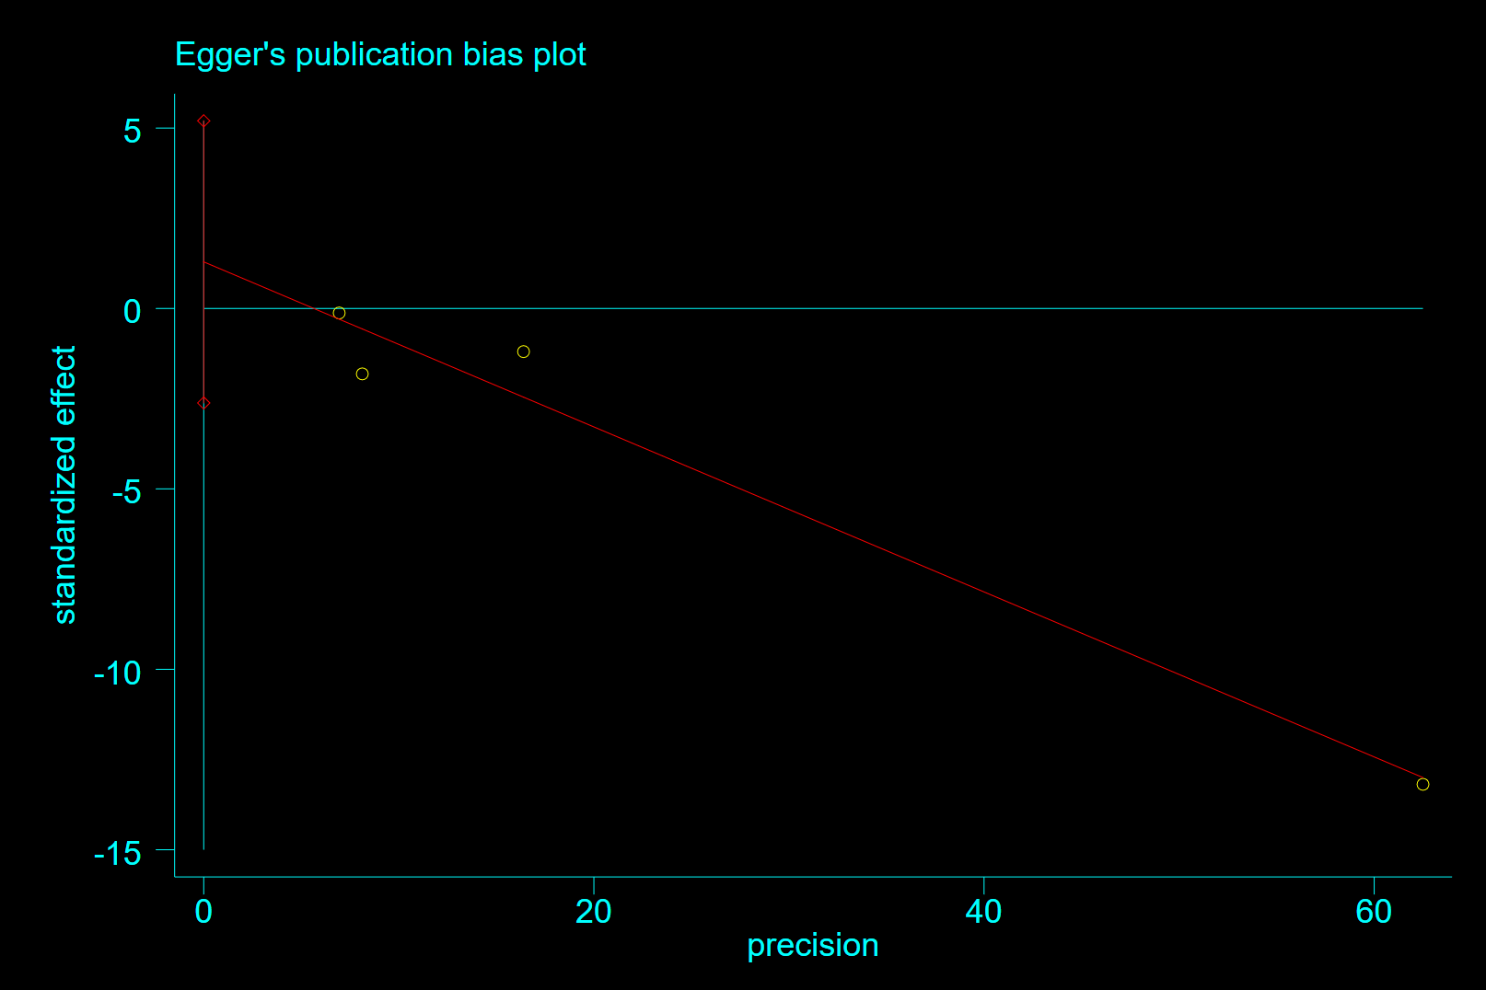 Egger's publication bias plot
5
0
-5
-10
-15
standardized effect
0 20 40 60
precision